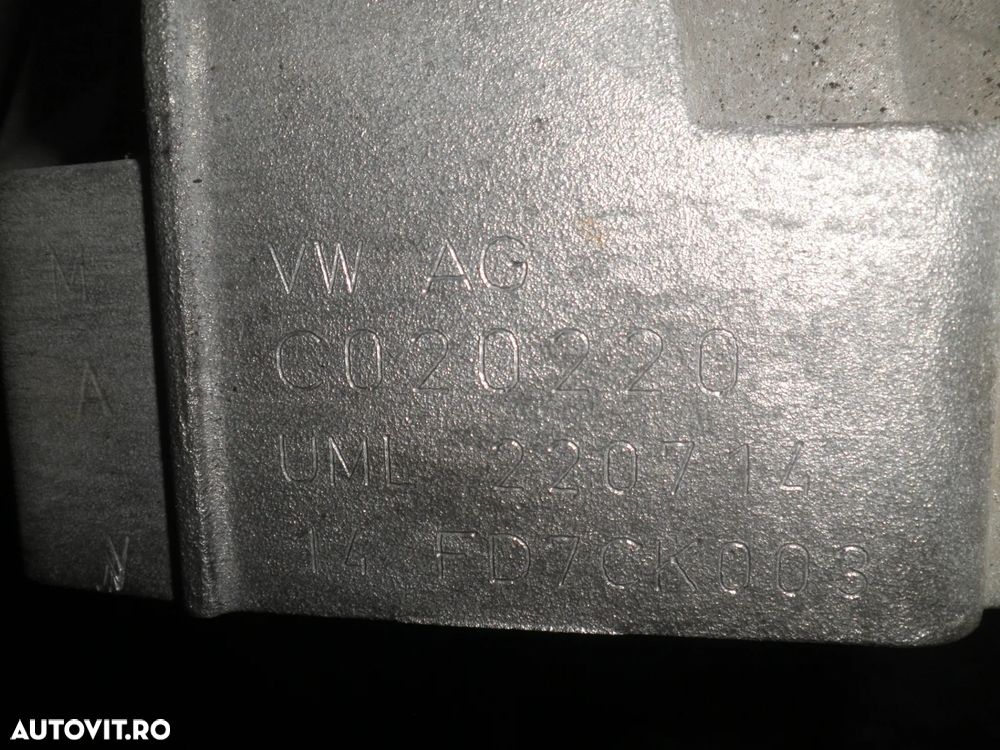 M
A
N
VW AG
C020220
UML 220714
14 FD7CK003
AUTOVIT.RO